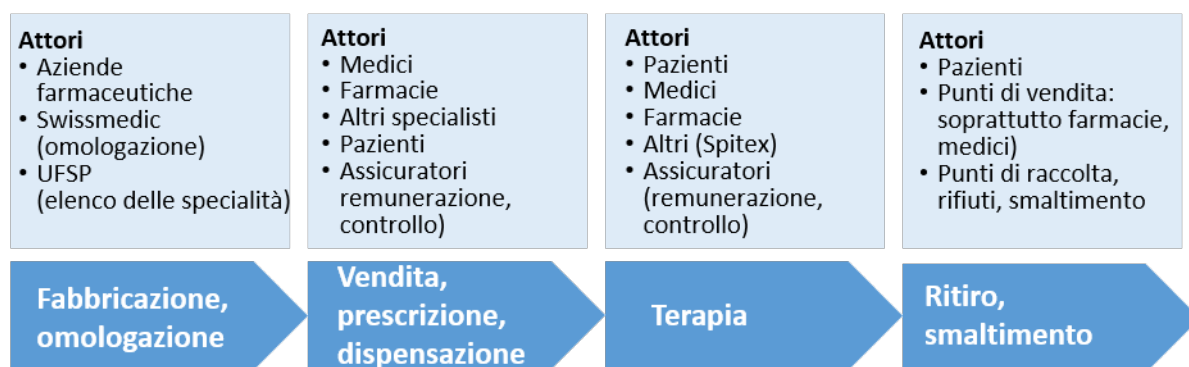 Attori
• Aziende
farmaceutiche
• Swissmedic
(omologazione)
• UFSP
(elenco delle specialità)
Attori
• Medici
• Farmacie
• Altri specialisti
• Pazienti
• Assicuratori
remunerazione,
controllo)
Attori
• Pazienti
• Medici
• Farmacie
• Altri (Spitex)
• Assicuratori
(remunerazione,
controllo)
Attori
• Pazienti
• Punti di vendita:
soprattutto farmacie,
medici)
• Punti di raccolta,
rifiuti, smaltimento
Fabbricazione,
omologazione
Vendita,
prescrizione,
dispensazione
Terapia
Ritiro,
smaltimento